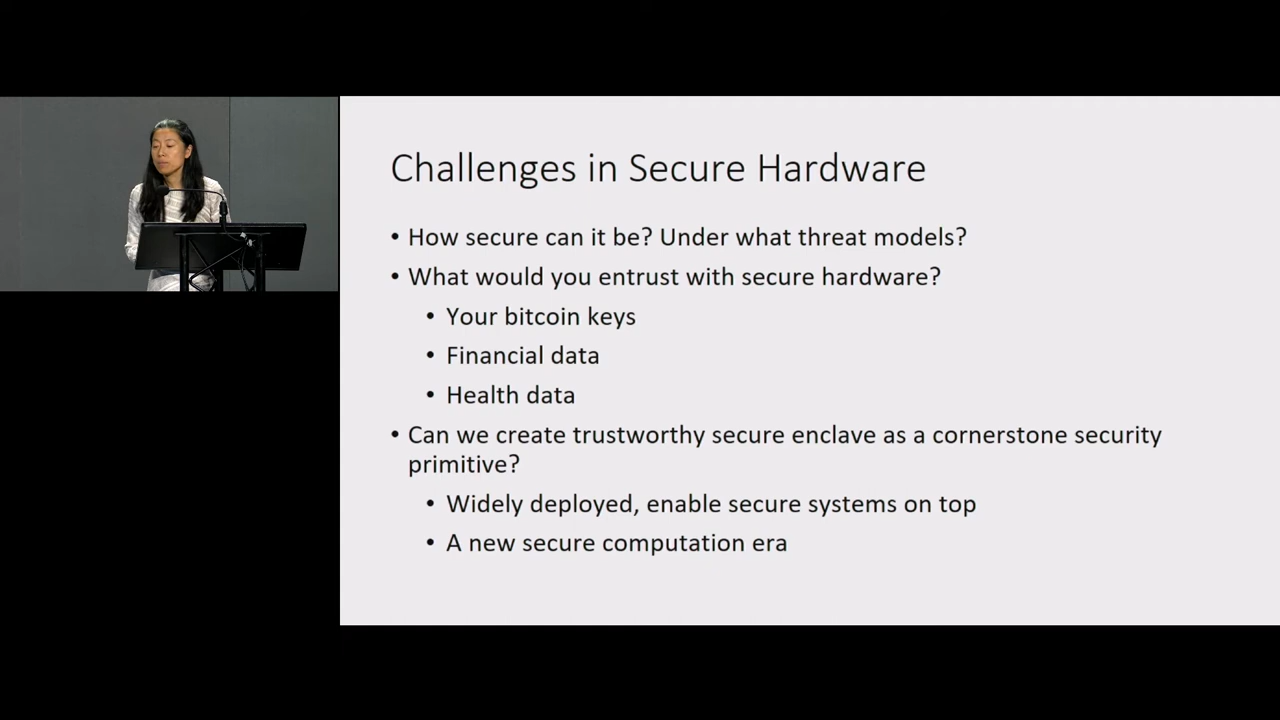 Challenges in Secure Hardware
• How secure can it be? Under what threat models?
• What would you entrust with secure hardware?
• Your bitcoin keys
• Financial data
• Health data
• Can we create trustworthy secure enclave as a cornerstone security
primitive?
• Widely deployed, enable secure systems on top
• A new secure computation era